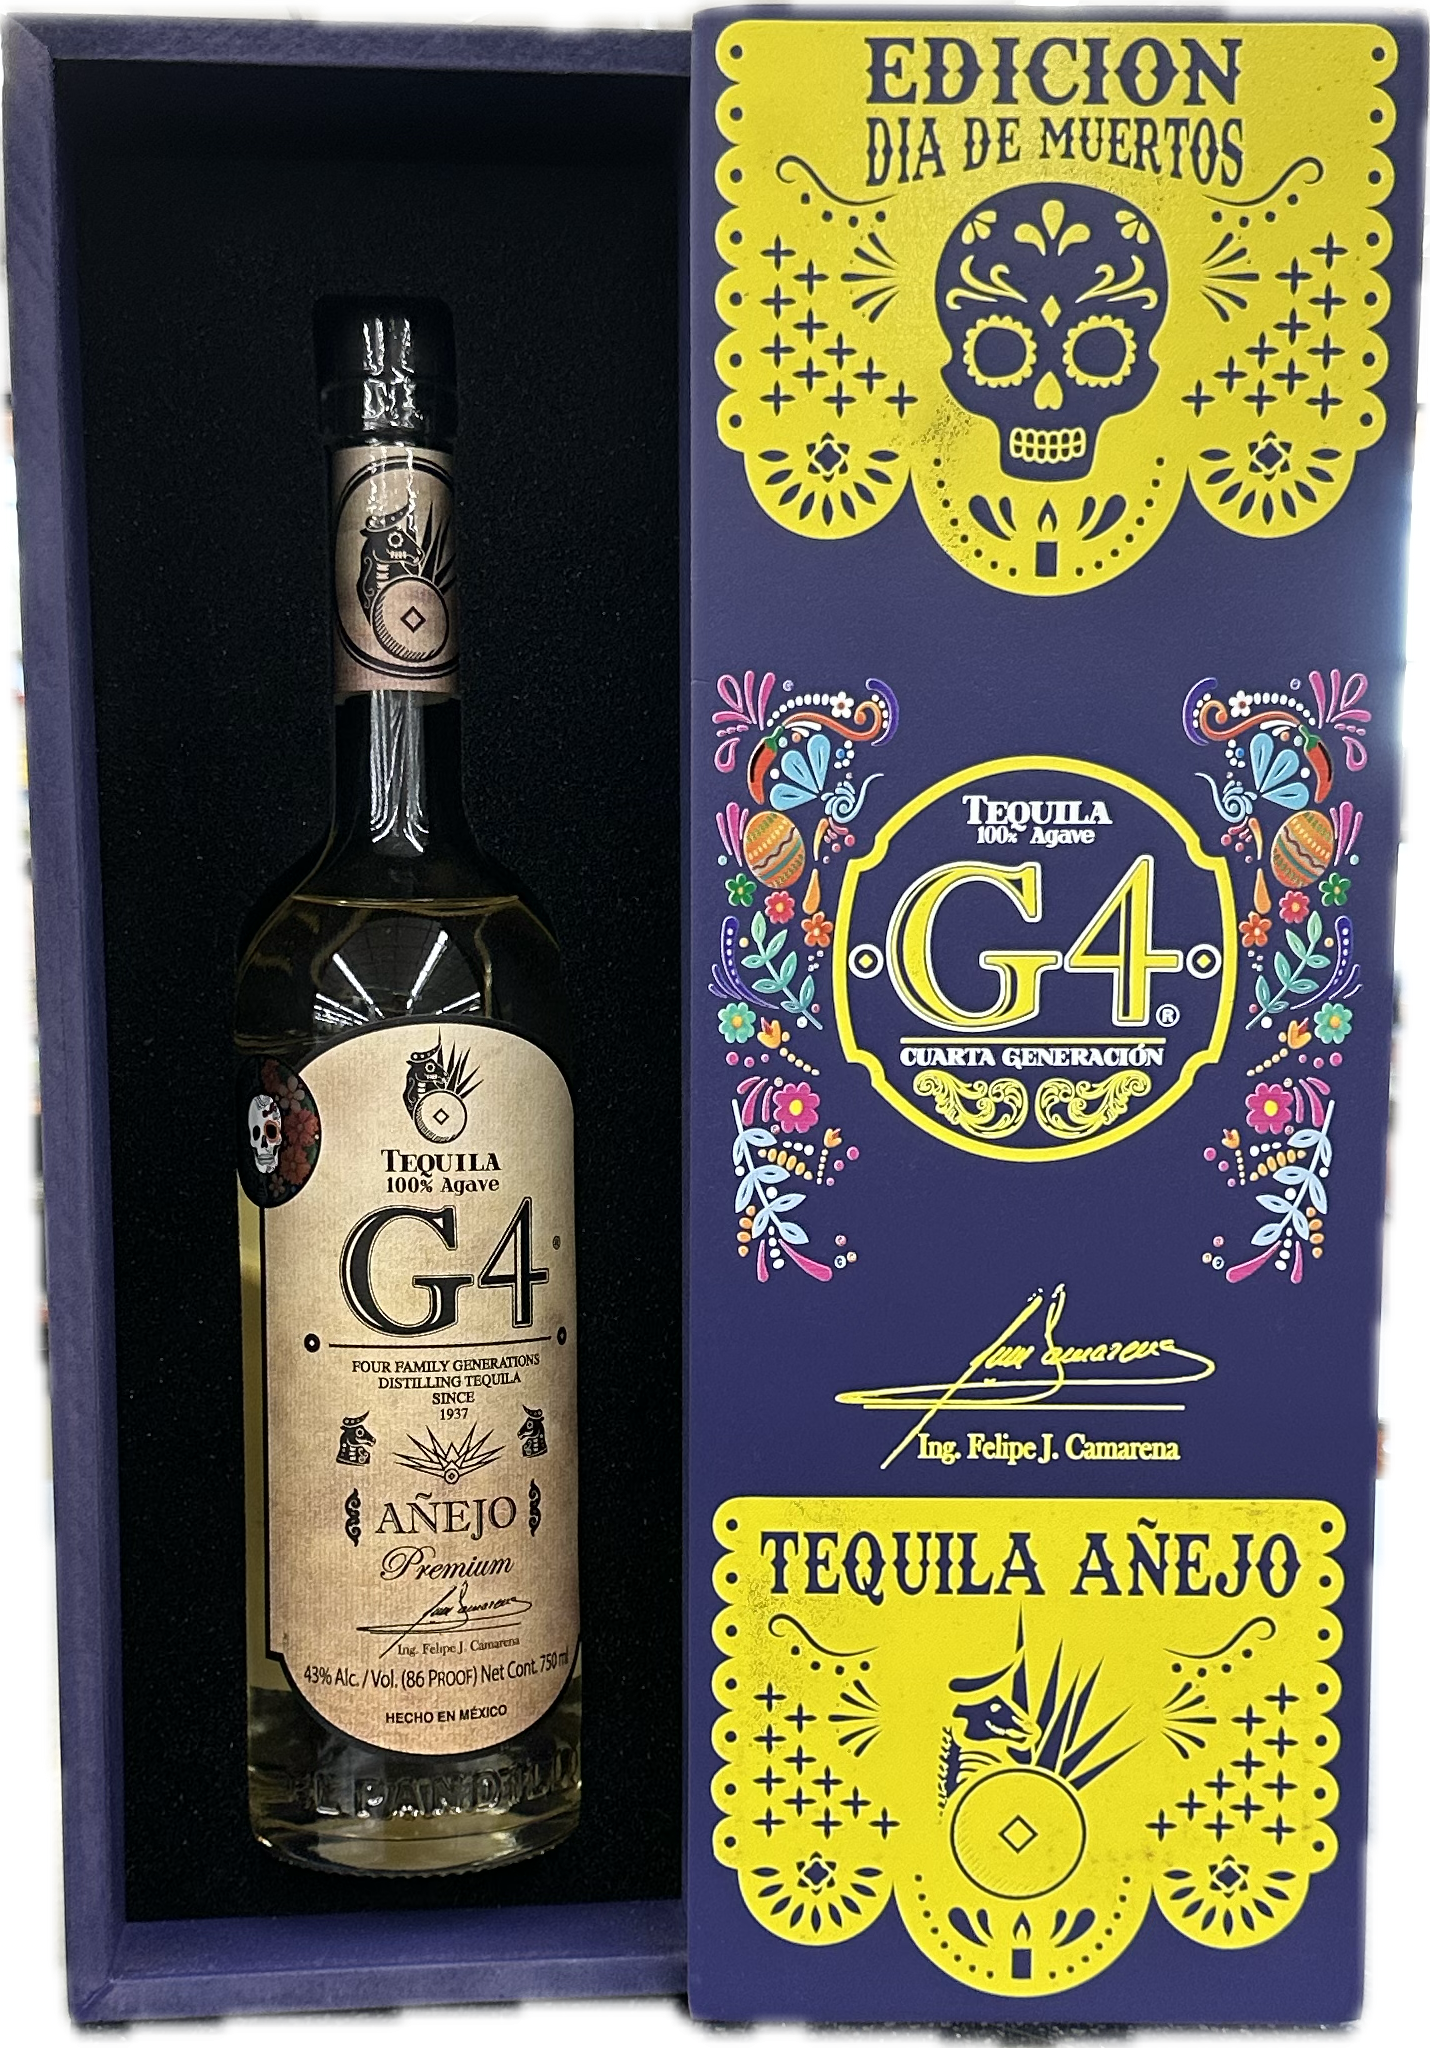 TEQUILA
100% Agave
G4®
FOUR FAMILY GENERATIONS
DISTILLING TEQUILA
SINCE
1937
AÑEJO
Premium
Ing. Felipe J. Camarena
43% Alc. / Vol. (86 PROOF) Net Cont. 750 ml
HECHO EN MÉXICO
EDICION
DIA DE MUERTOS
TEQUILA
100% Agave
G4®
CUARTA GENERACIÓN
Ing. Felipe J. Camarena
TEQUILA AÑEJO